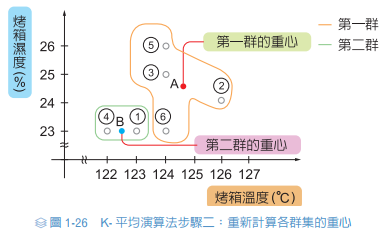 烤箱濕度(%)
26
25
24
23
⑤
③
②
④
①
⑥
A
B
第一群的重心
第二群的重心
第一群
第二群
122 123 124 125 126 127
烤箱溫度(℃)
圖 1-26 K- 平均演算法步驟二:重新計算各群集的重心